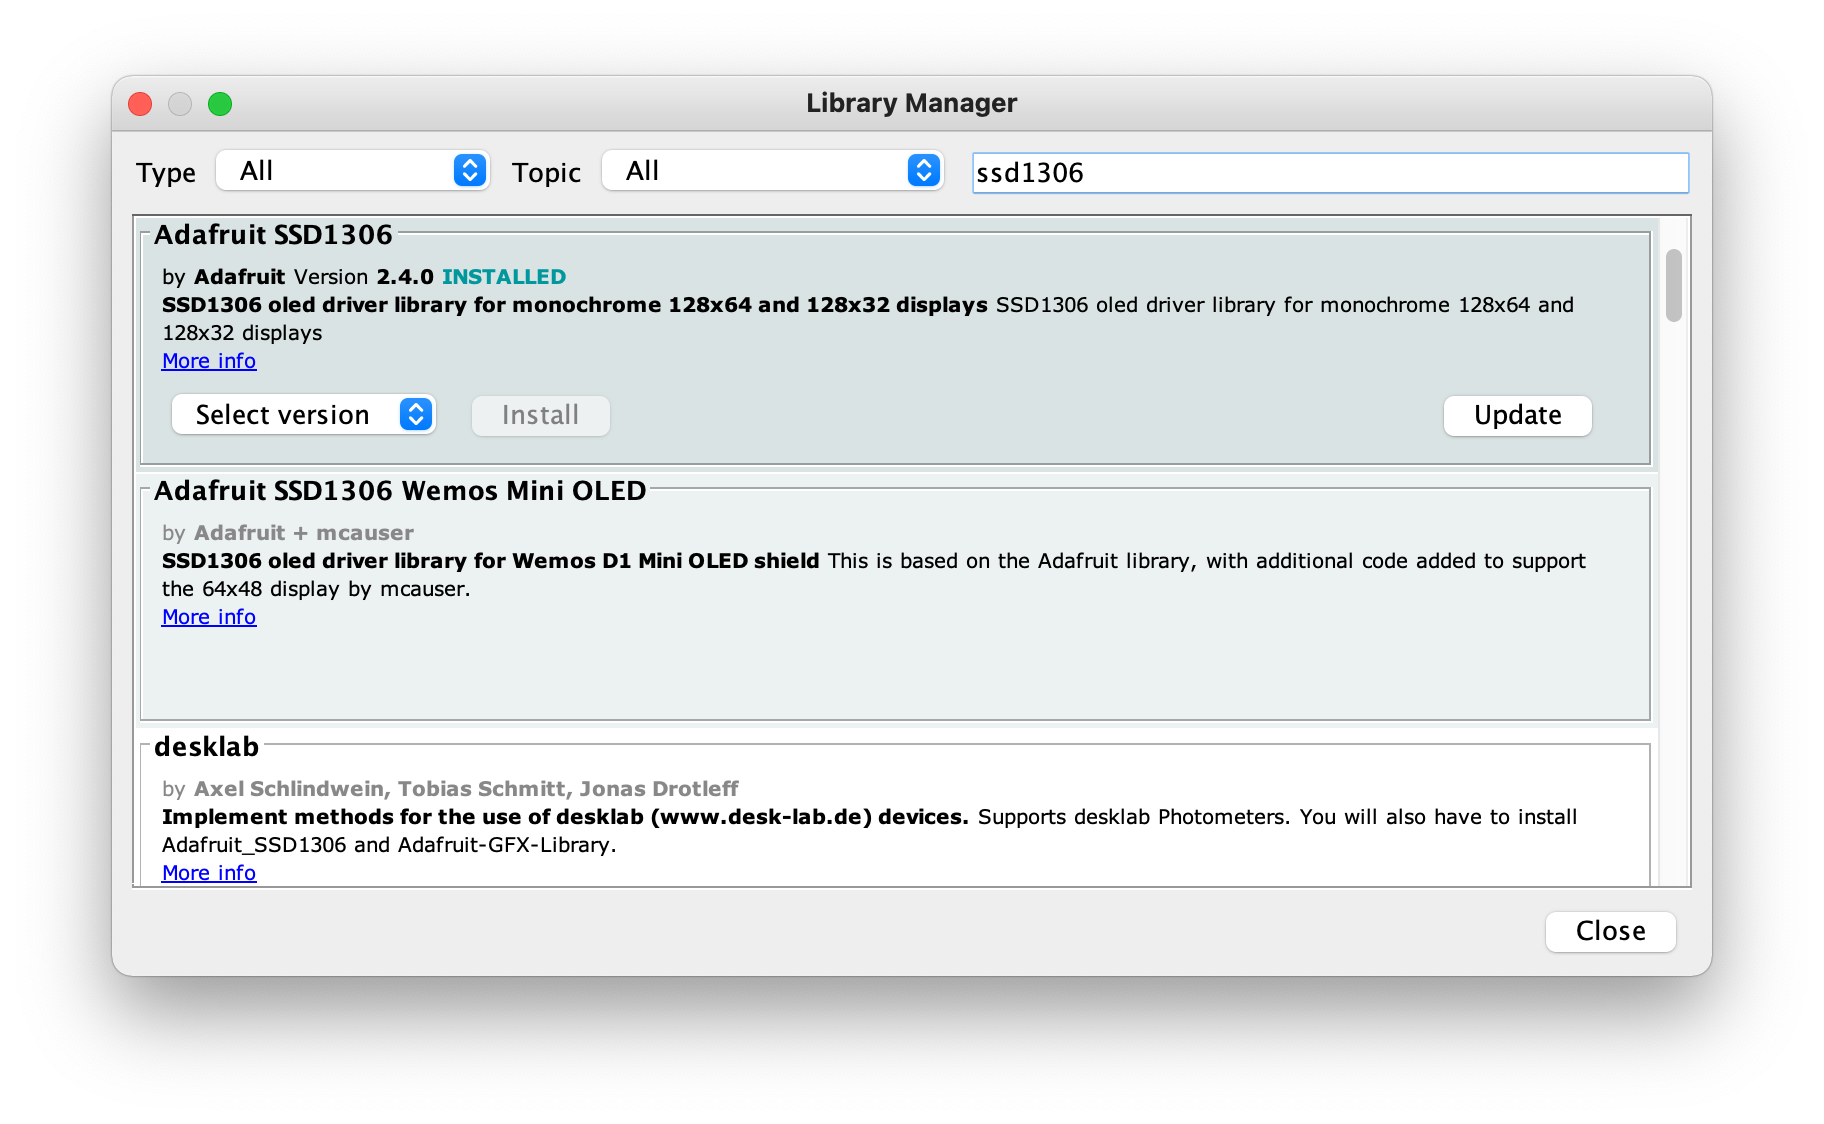 Library Manager
Type All Topic All ssd1306
Adafruit SSD1306
by Adafruit Version 2.4.0 INSTALLED
SSD1306 oled driver library for monochrome 128x64 and 128x32 displays SSD1306 oled driver library for monochrome 128x64 and
128x32 displays
More info
Select version Install Update
Adafruit SSD1306 Wemos Mini OLED
by Adafruit + mcauser
SSD1306 oled driver library for Wemos D1 Mini OLED shield This is based on the Adafruit library, with additional code added to support
the 64x48 display by mcauser.
More info
desklab
by Axel Schlindwein, Tobias Schmitt, Jonas Drotleff
Implement methods for the use of desklab (www.desk-lab.de) devices. Supports desklab Photometers. You will also have to install
Adafruit_SSD1306 and Adafruit-GFX-Library.
More info
Close